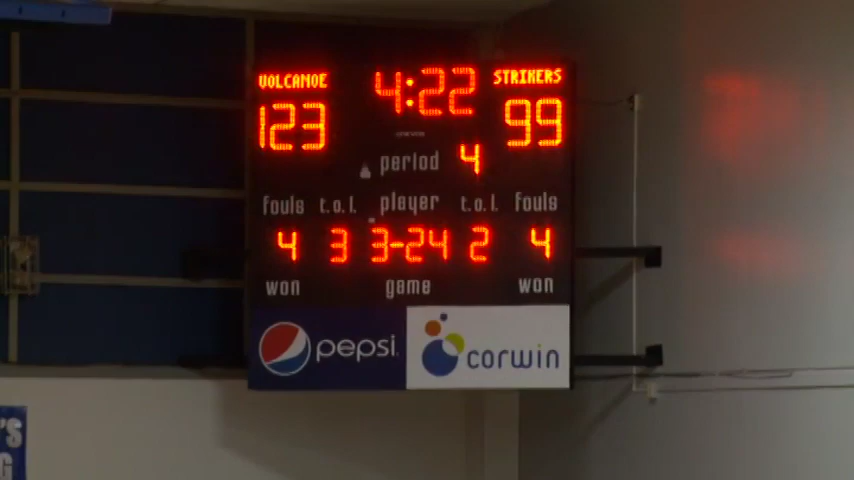 VOLCANOE 4:22 STRIKERS
123 99
period 4
fouls t.o.l. player t.o.l. fouls
4 3 3-24 2 4
won game won
pepsi corwin
'S
G